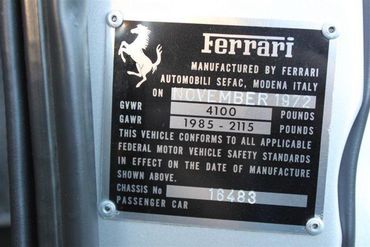 Ferrari
MANUFACTURED BY FERRARI
AUTOMOBILI SEFAC, MODENA ITALY
ON NOVEMBER 1972
GVWR 4100 POUNDS
GAWR 1985-2115 POUNDS
THIS VEHICLE CONFORMS TO ALL APPLICABLE
FEDERAL MOTOR VEHICLE SAFETY STANDARDS
IN EFFECT ON THE DATE OF MANUFACTURE
SHOWN ABOVE.
CHASSIS No 16483
PASSENGER CAR